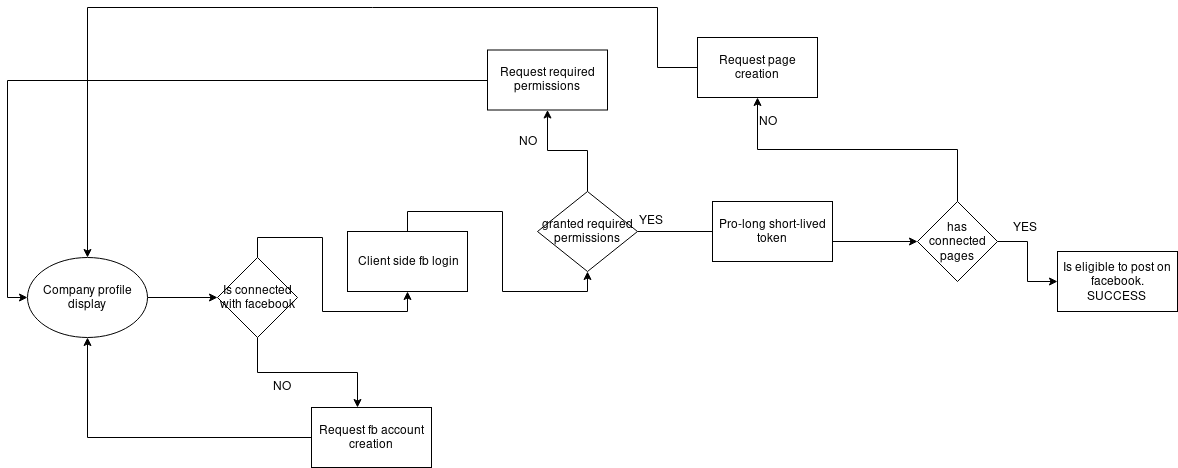 Request page
creation
Request required
permissions
NO
NO
granted required
permissions
YES
Pro-long short-lived
token
has
connected
pages
YES
Client side fb login
Is eligible to post on
facebook.
SUCCESS
Company profile
display
Is connected
with facebook
NO
Request fb account
creation